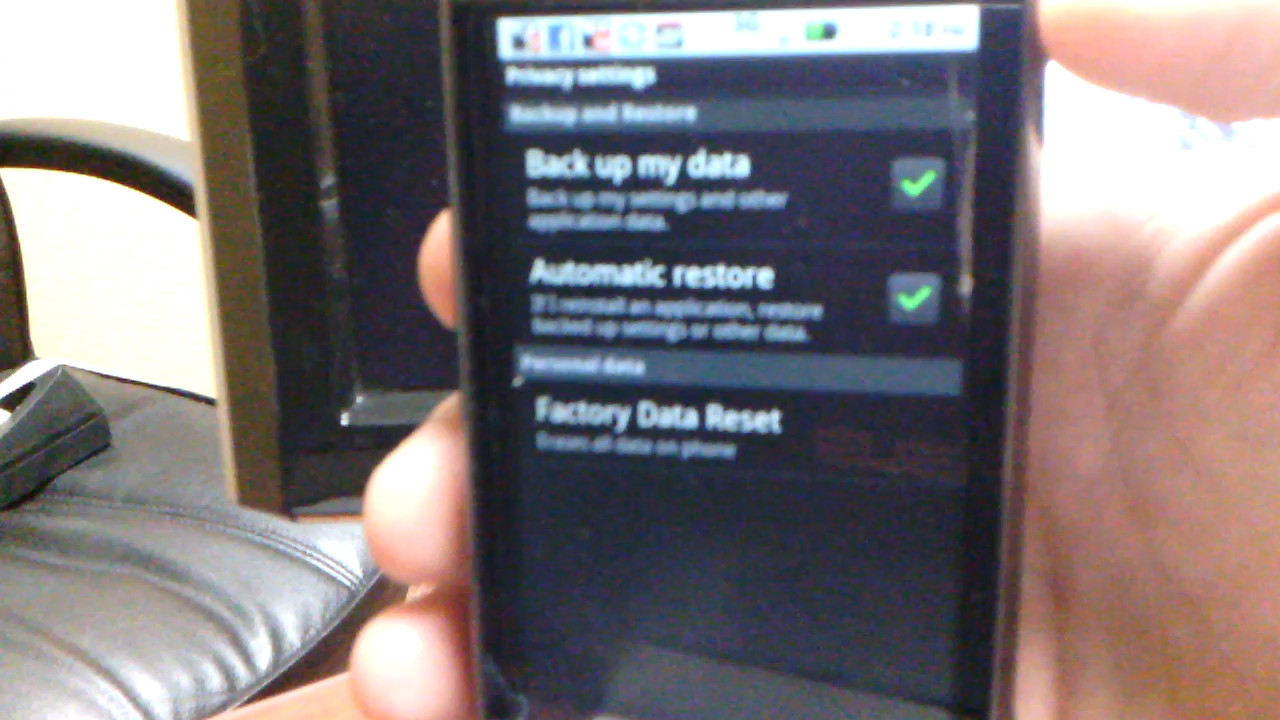 Privacy settings
Backup and Restore
Back up my data
Back up my settings and other
application data.
Automatic restore
If I reinstall an application, restore
backed up settings or other data.
Personal data
Factory Data Reset
Erases all data on phone